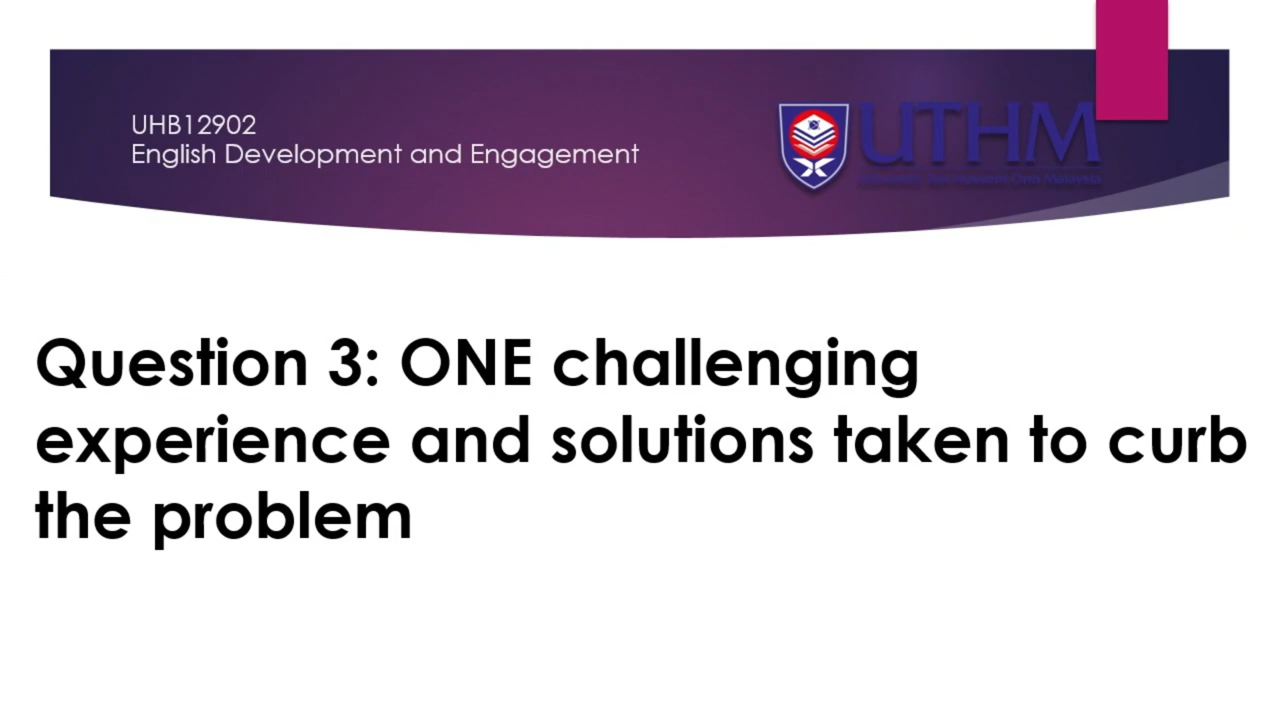 UHB12902
English Development and Engagement
UTHM
Question 3: ONE challenging
experience and solutions taken to curb
the problem